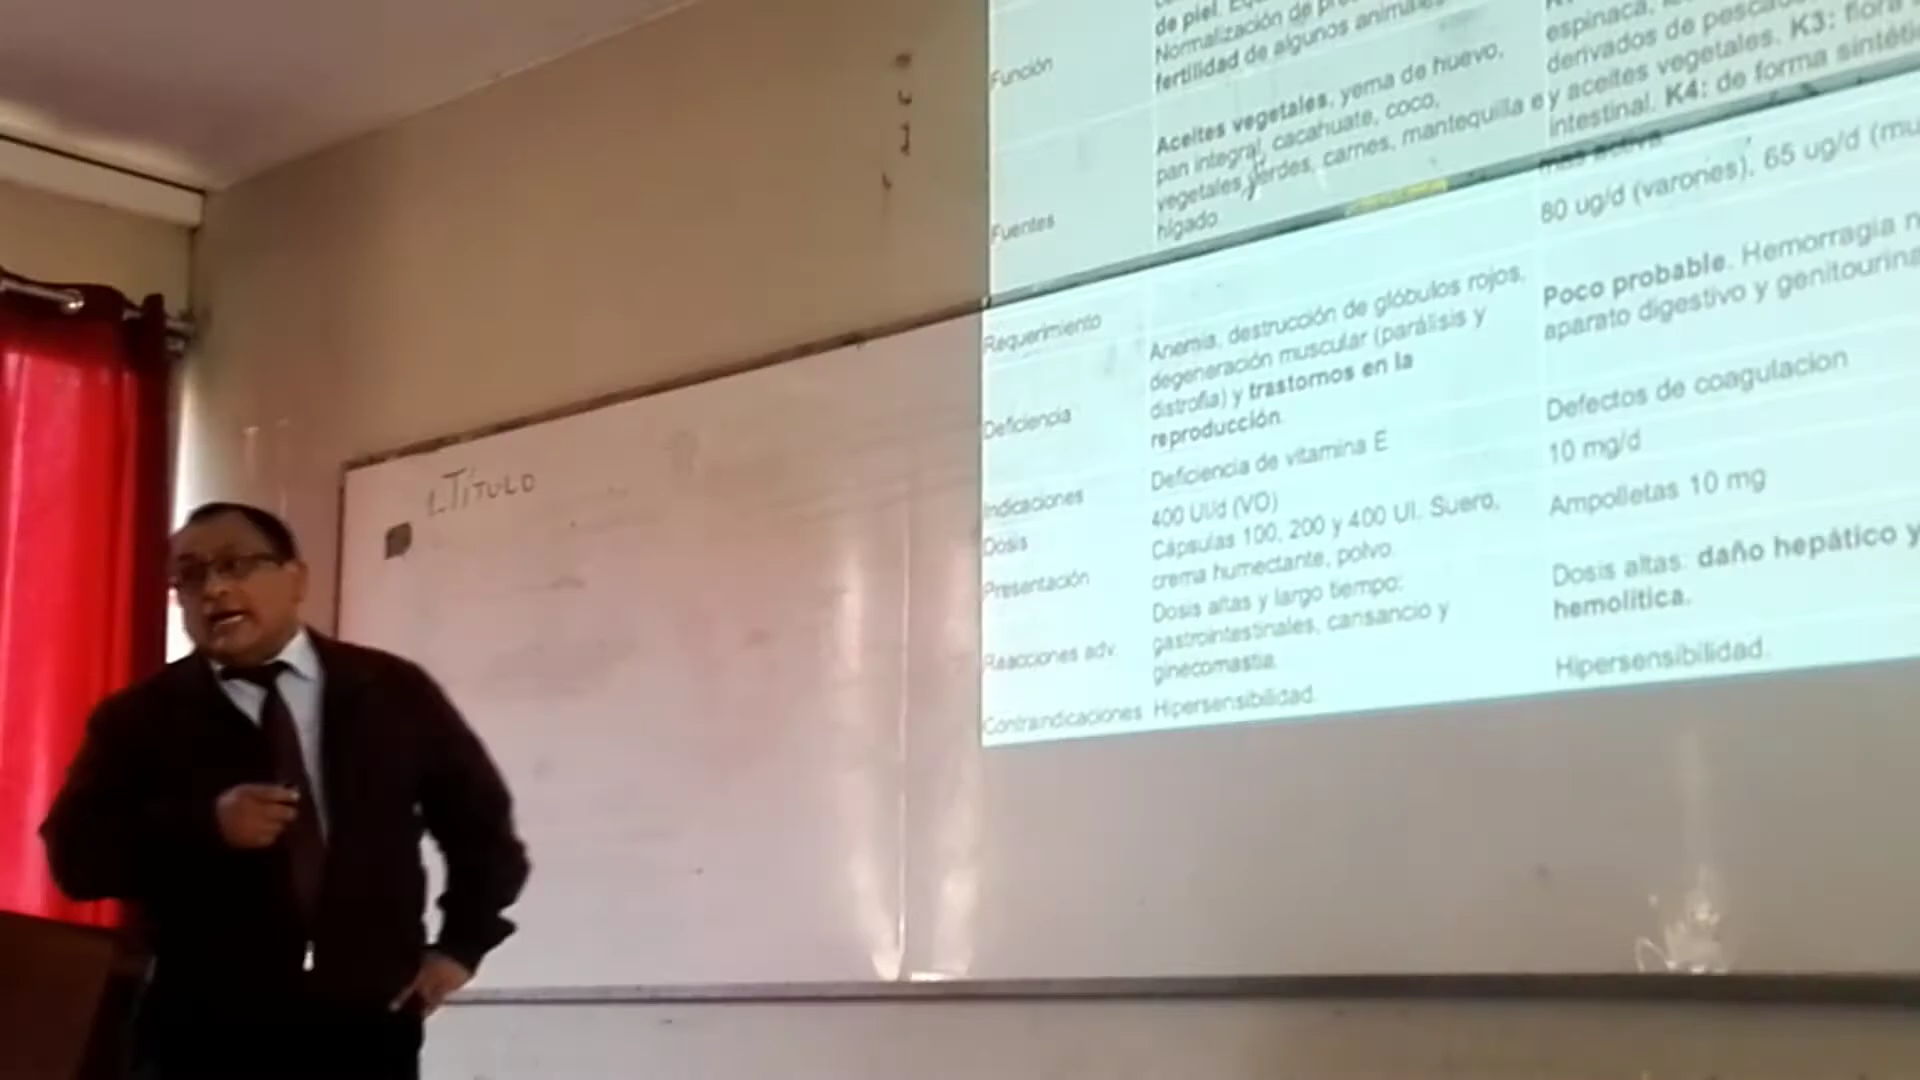 1. TÍTULO
Función
de piel.
Normalización de
fertilidad de algunos animales
Fuentes
Aceites vegetales, yema de huevo,
pan integral, cacahuate, coco,
vegetales verdes, carnes, mantequilla e
hígado
espinaca,
derivados de pescado
y aceites vegetales. K3: flora
intestinal. K4: de forma
más activa.
Requerimiento
80 ug/d (varones), 65 ug/d
Deficiencia
Anemia, destrucción de glóbulos rojos,
degeneración muscular (parálisis y
distrofia) y trastornos en la
reproducción.
Poco probable. Hemorragia
aparato digestivo y
Indicaciones
Deficiencia de vitamina E
Defectos de coagulacion
Dosis
400 UI/d (VO)
10 mg/d
Presentación
Cápsulas 100, 200 y 400 UI. Suero,
crema humectante, polvo.
Ampolletas 10 mg
Reacciones adv.
Dosis altas y largo tiempo:
gastrointestinales, cansancio y
ginecomastia.
Dosis altas: daño hepático y
hemolítica.
Contraindicaciones
Hipersensibilidad.
Hipersensibilidad.